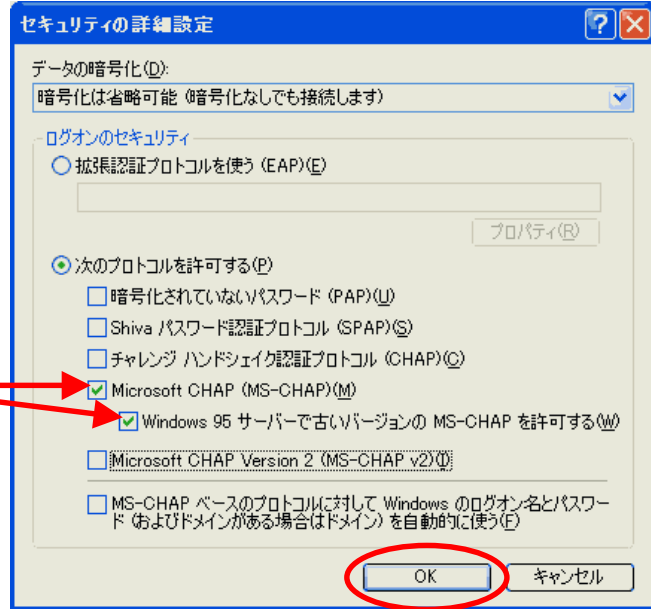 セキュリティの詳細設定
データの暗号化(D):
暗号化は省略可能 (暗号化なしでも接続します)
ログオンのセキュリティ
拡張認証プロトコルを使う (EAP)(E)
プロパティ(R)
次のプロトコルを許可する(P)
暗号化されていないパスワード (PAP)(U)
Shiva パスワード認証プロトコル (SPAP)(S)
チャレンジ ハンドシェイク認証プロトコル (CHAP)(C)
Microsoft CHAP (MS-CHAP)(M)
Windows 95 サーバーで古いバージョンの MS-CHAP を許可する(W)
Microsoft CHAP Version 2 (MS-CHAP v2)(I)
MS-CHAP ベースのプロトコルに対して Windows のログオン名とパスワー
ド (およびドメインがある場合はドメイン) を自動的に使う(F)
OK
キャンセル